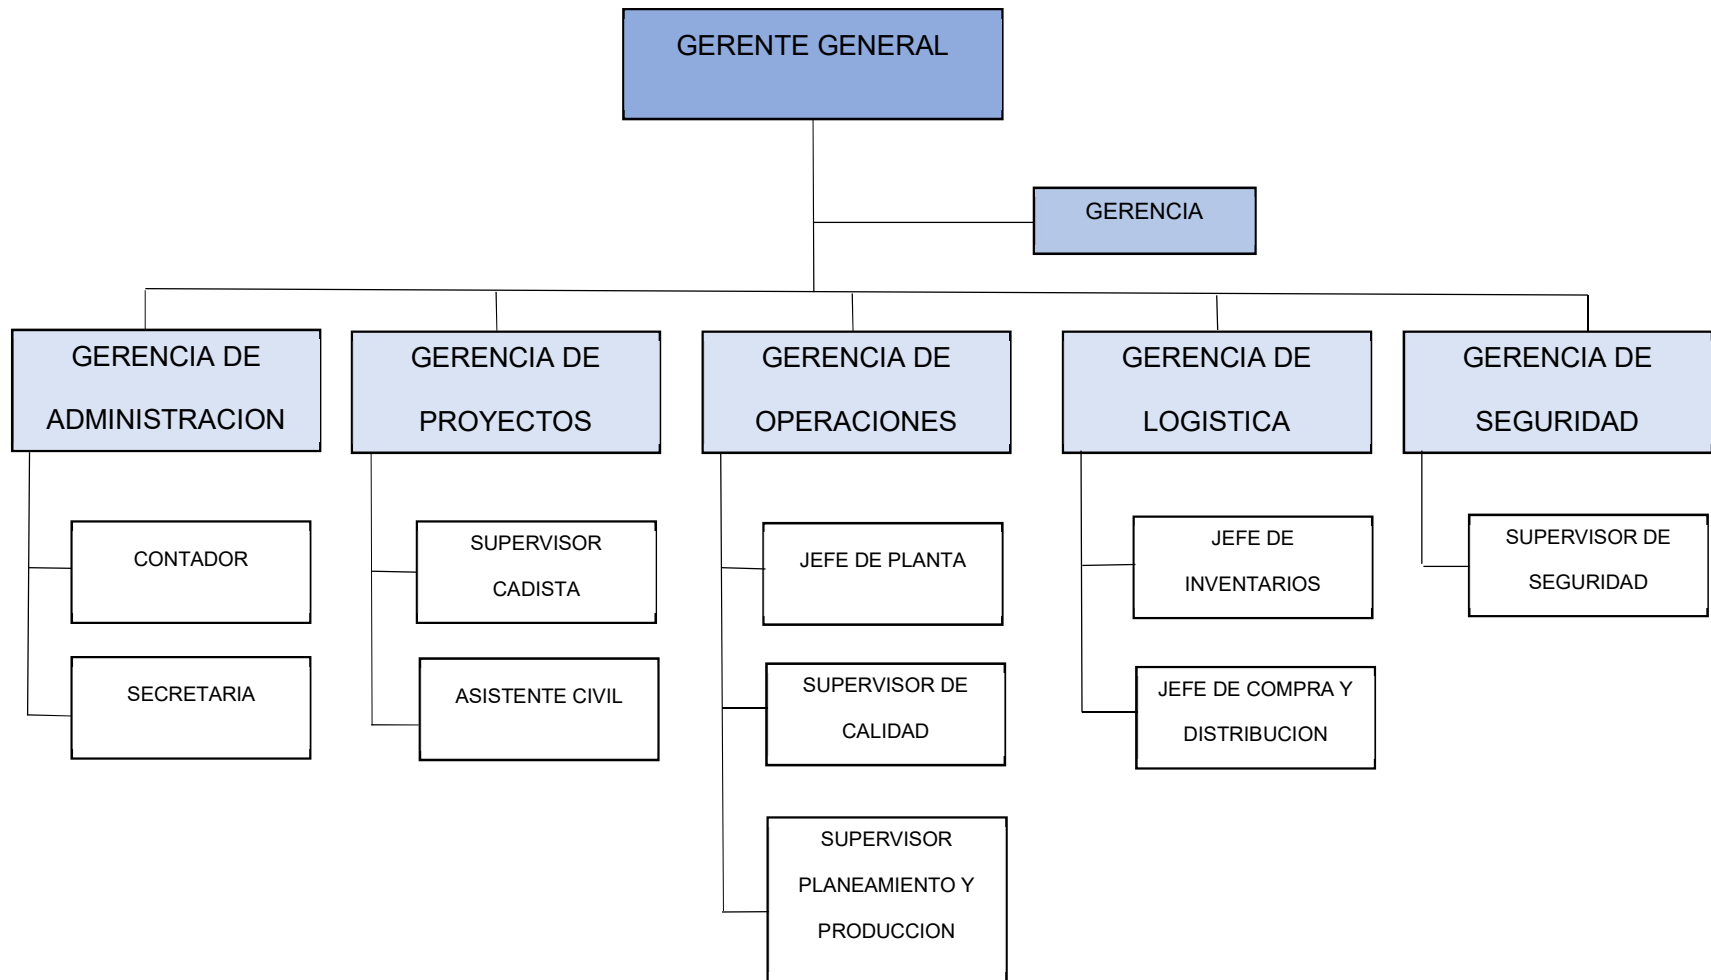 GERENTE GENERAL
GERENCIA
GERENCIA DE
ADMINISTRACION
GERENCIA DE
PROYECTOS
GERENCIA DE
OPERACIONES
GERENCIA DE
LOGISTICA
GERENCIA DE
SEGURIDAD
CONTADOR
SECRETARIA
SUPERVISOR
CADISTA
ASISTENTE CIVIL
JEFE DE PLANTA
SUPERVISOR DE
CALIDAD
SUPERVISOR
PLANEAMIENTO Y
PRODUCCION
JEFE DE
INVENTARIOS
JEFE DE COMPRA Y
DISTRIBUCION
SUPERVISOR DE
SEGURIDAD